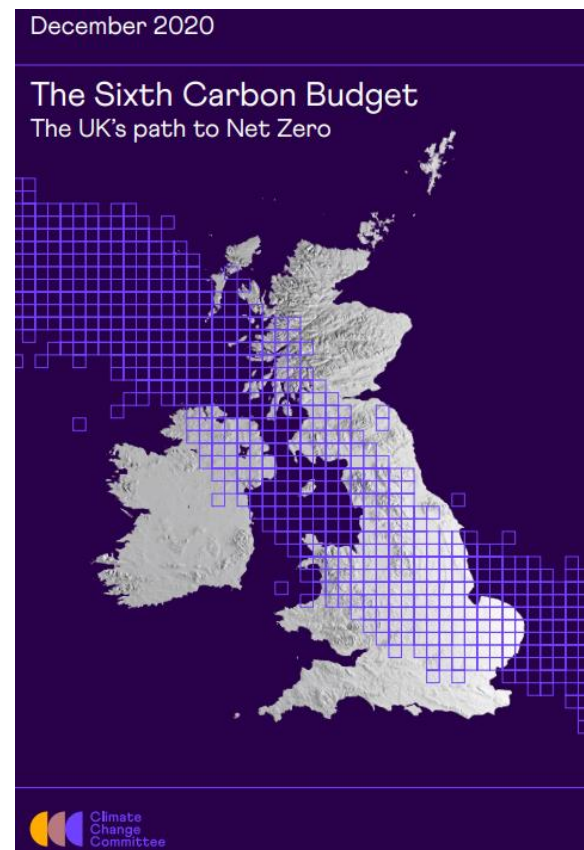 December 2020
The Sixth Carbon Budget
The UK's path to Net Zero
Climate
Change
Committee